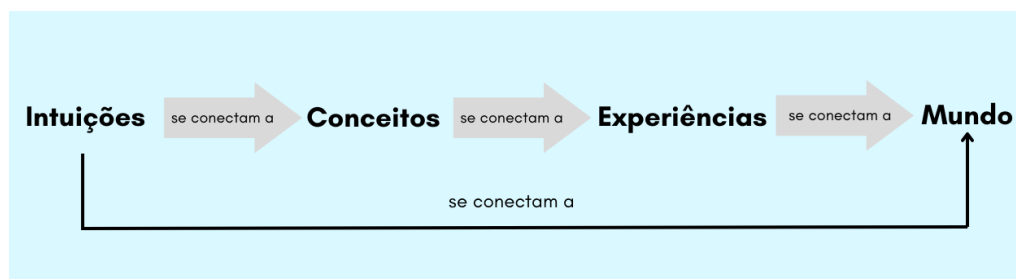 Intuições
se conectam a
Conceitos
se conectam a
Experiências
se conectam a
Mundo
se conectam a